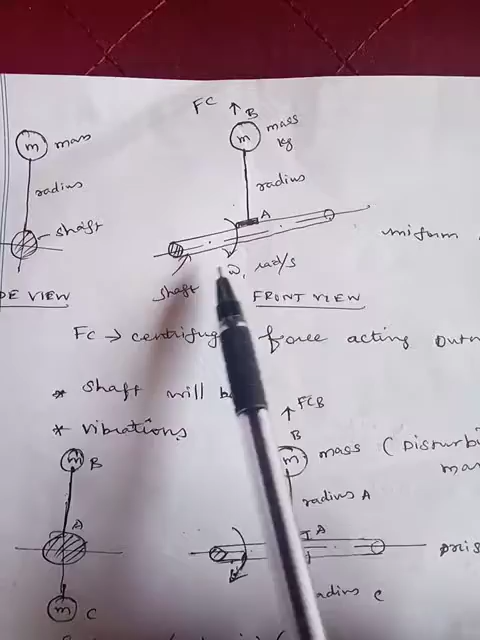 FC B
m mass
m mass
kg
radius
radius
A
shaft
uniform
ω, rad/s
shaft
SIDE VIEW
FRONT VIEW
FC → centrifug force acting
* shaft will b
FCB
* vibrations
B
m B
m mass (Disturbi
radius A
A
A
radius C
m C